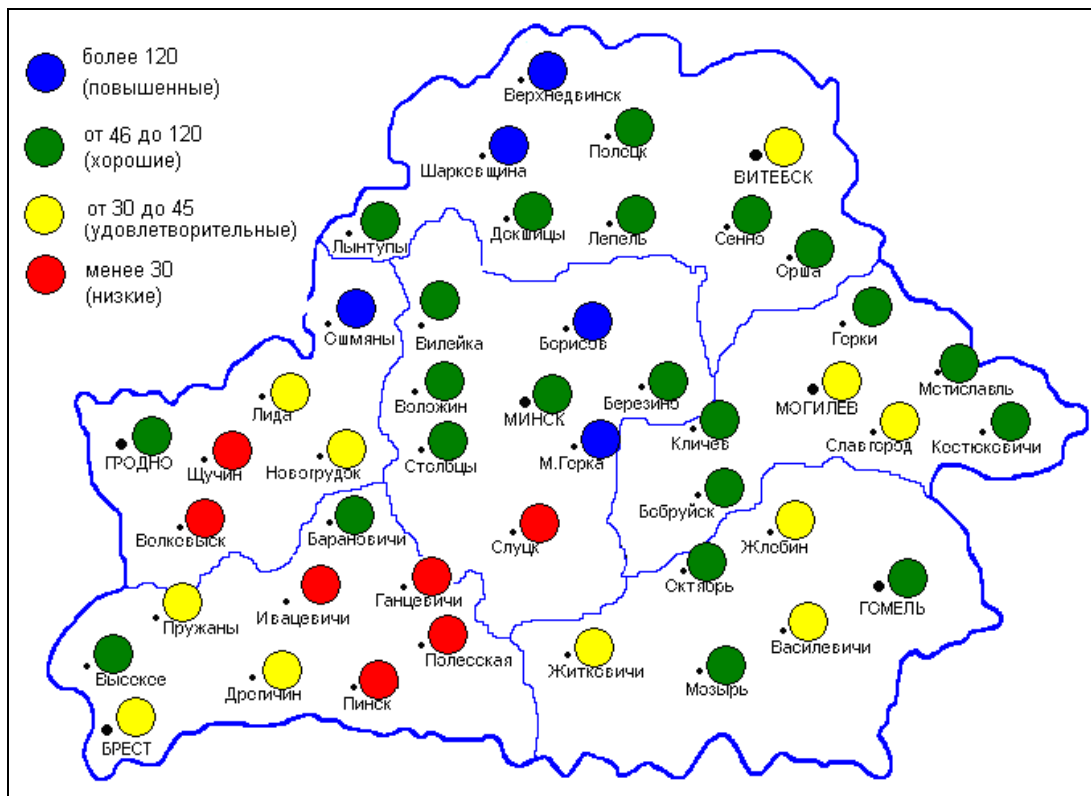 более 120
(повышенные)
от 46 до 120
(хорошие)
от 30 до 45
(удовлетворительные)
менее 30
(низкие)
Верхнедвинск
Полоцк
Шарковщина
ВИТЕБСК
Лынтупы
Докшицы
Лепель
Сенно
Орша
Ошмяны
Вилейка
Борисов
Горки
Мстиславль
Лида
Воложин
МИНСК
Березино
МОГИЛЕВ
ГРОДНО
Щучин
Новогрудок
Столбцы
М.Горка
Кличев
Славгород
Костюковичи
Волковыск
Барановичи
Слуцк
Бобруйск
Жлобин
Пружаны
Ивацевичи
Ганцевичи
Октябрь
ГОМЕЛЬ
Высокое
Дрогичин
Пинск
Полесская
Житковичи
Мозырь
Василевичи
БРЕСТ